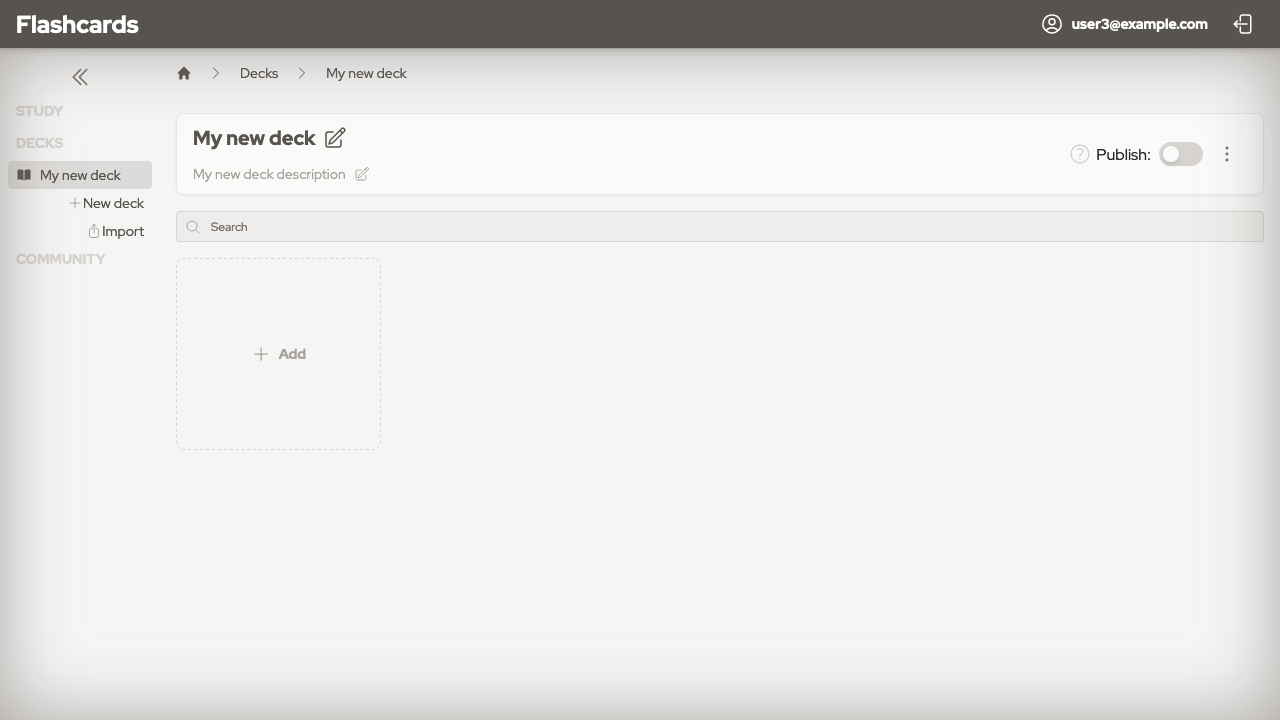 Flashcards
user3@example.com
Decks
My new deck
STUDY
DECKS
My new deck
New deck
Import
COMMUNITY
My new deck
My new deck description
Publish:
Search
Add